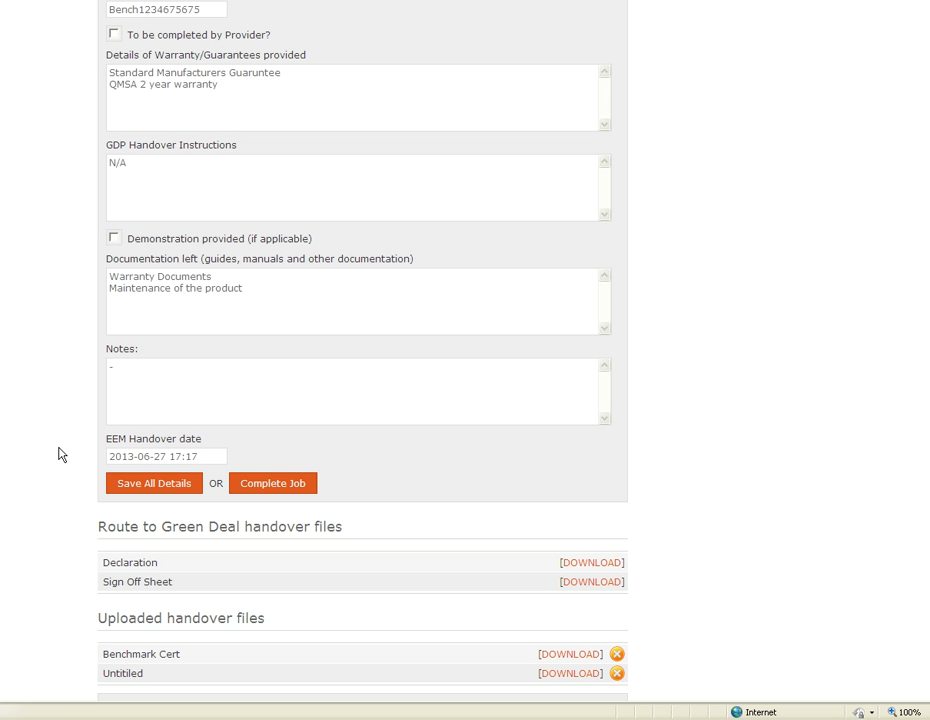 Bench1234675675
To be completed by Provider?
Details of Warranty/Guarantees provided
Standard Manufacturers Guaruntee
QMSA 2 year warranty
GDP Handover Instructions
N/A
Demonstration provided (if applicable)
Documentation left (guides, manuals and other documentation)
Warranty Documents
Maintenance of the product
Notes:
-
EEM Handover date
2013-06-27 17:17
Save All Details OR Complete Job
Route to Green Deal handover files
Declaration [DOWNLOAD]
Sign Off Sheet [DOWNLOAD]
Uploaded handover files
Benchmark Cert [DOWNLOAD]
Untitiled [DOWNLOAD]
Internet 100%